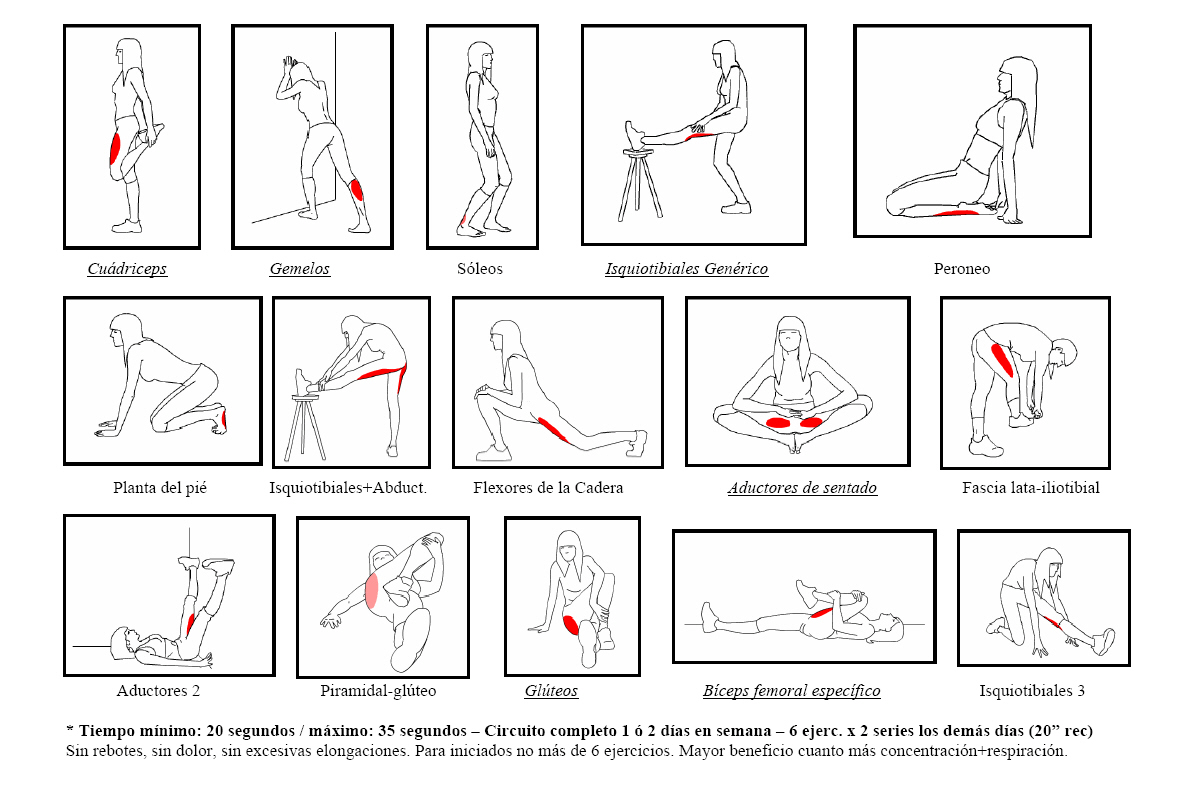 Cuádriceps
Gemelos
Sóleos
Isquiotibiales Genérico
Peroneo
Planta del pié
Isquiotibiales+Abduct.
Flexores de la Cadera
Aductores de sentado
Fascia lata-iliotibial
Aductores 2
Piramidal-glúteo
Glúteos
Bíceps femoral específico
Isquiotibiales 3
* Tiempo mínimo: 20 segundos / máximo: 35 segundos – Circuito completo 1 ó 2 días en semana – 6 ejerc. x 2 series los demás días (20” rec)
Sin rebotes, sin dolor, sin excesivas elongaciones. Para iniciados no más de 6 ejercicios. Mayor beneficio cuanto más concentración+respiración.